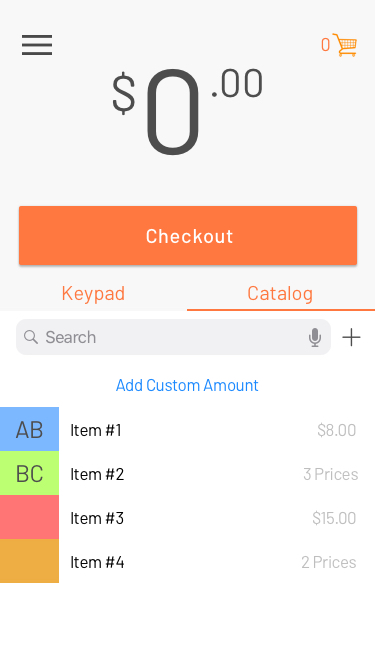 0
$0.00
Checkout
Keypad Catalog
Search
Add Custom Amount
AB Item #1 $8.00
BC Item #2 3 Prices
Item #3 $15.00
Item #4 2 Prices